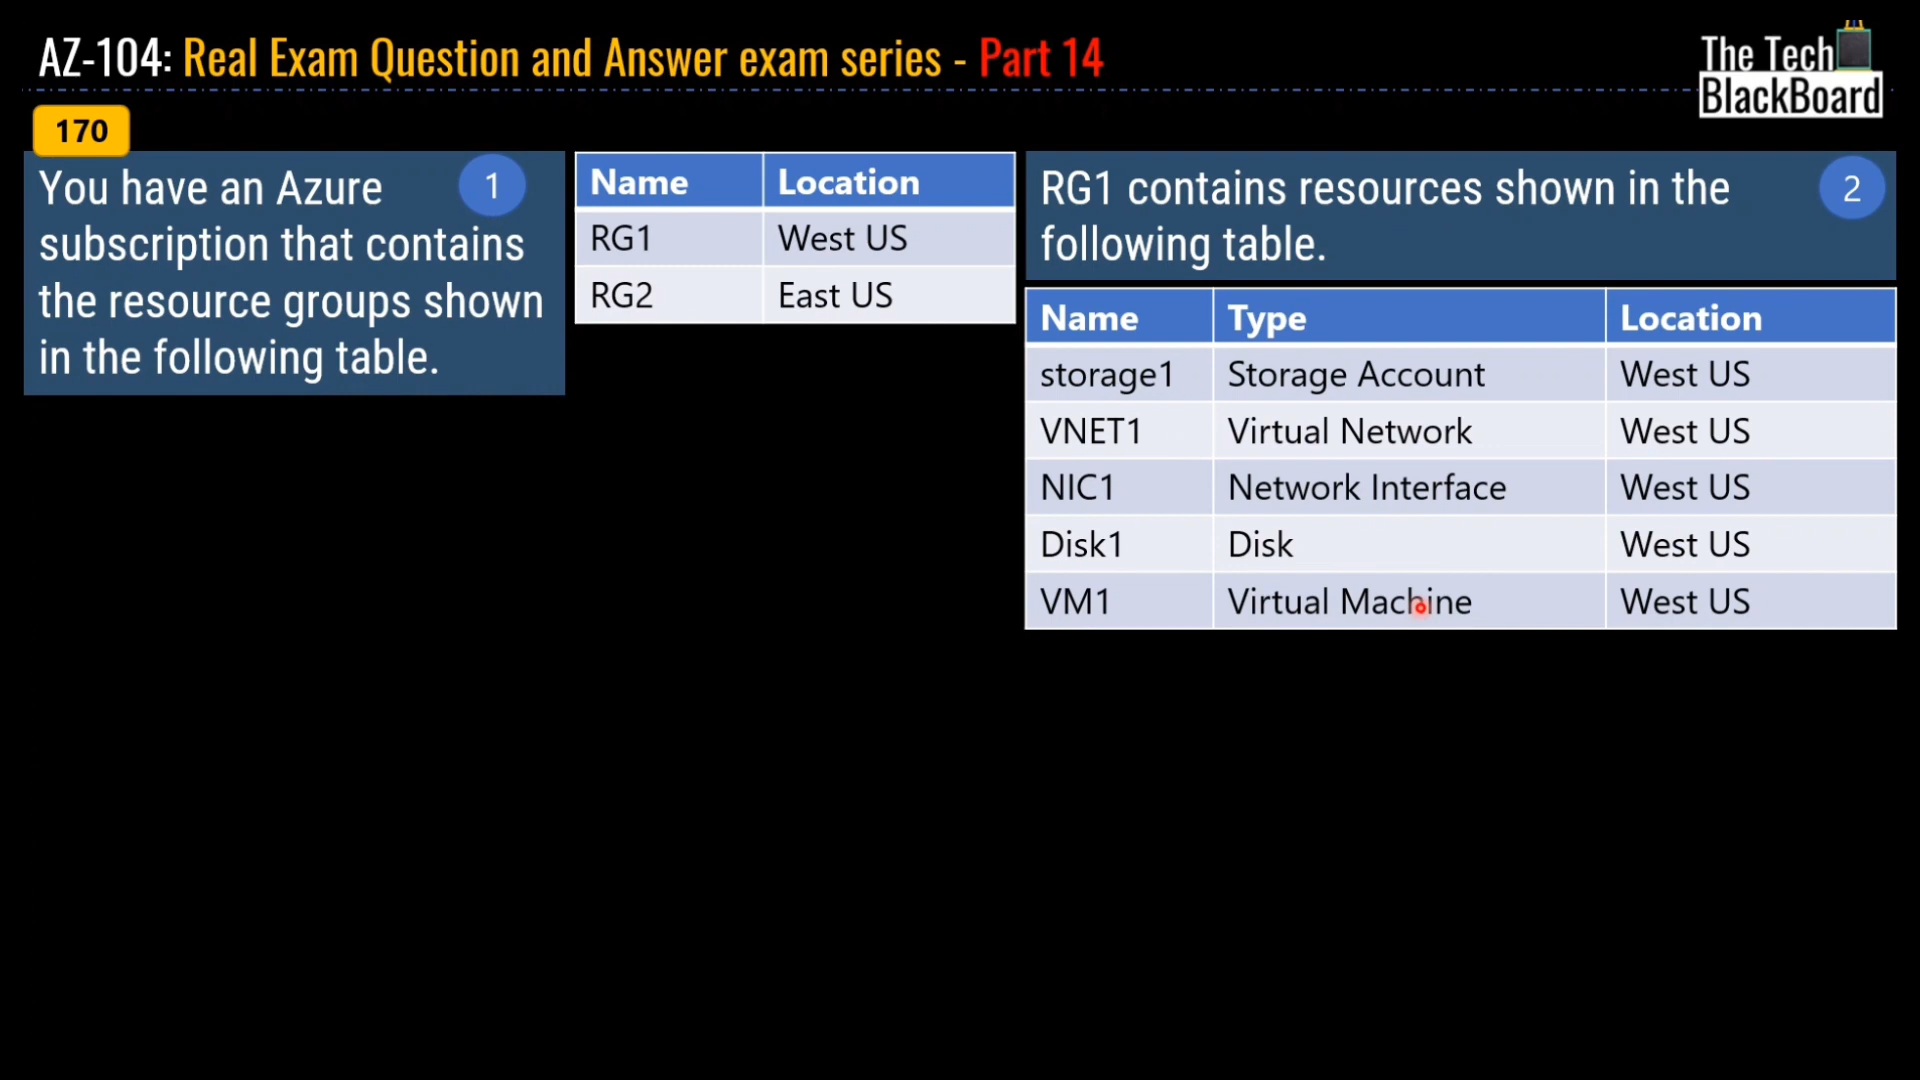 AZ-104: Real Exam Question and Answer exam series - Part 14
The Tech
BlackBoard
170
You have an Azure
subscription that contains
the resource groups shown
in the following table.
1
Name Location
RG1 West US
RG2 East US
RG1 contains resources shown in the
following table.
2
Name Type Location
storage1 Storage Account West US
VNET1 Virtual Network West US
NIC1 Network Interface West US
Disk1 Disk West US
VM1 Virtual Machine West US